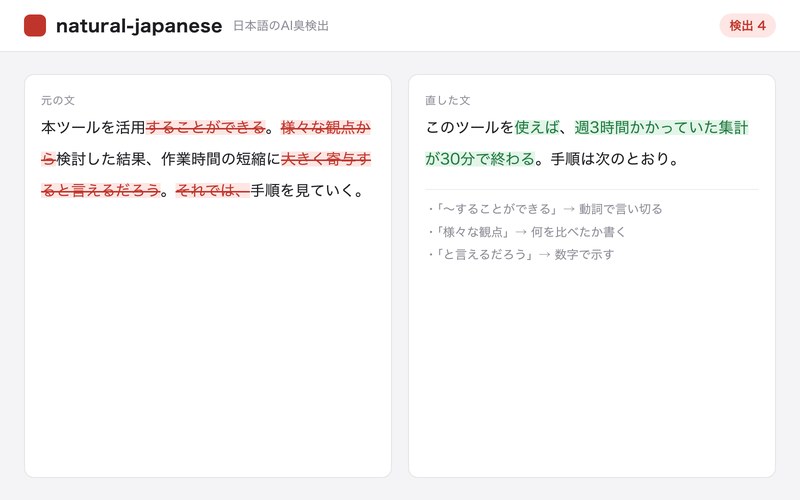 natural-japanese 日本語のAI臭検出
検出 4
元の文
本ツールを活用することができる。様々な観点か
ら検討した結果、作業時間の短縮に大きく寄与す
ると言えるだろう。それでは、手順を見ていく。
直した文
このツールを使えば、週3時間かかっていた集計
が30分で終わる。手順は次のとおり。
・「〜することができる」→ 動詞で言い切る
・「様々な観点」→ 何を比べたか書く
・「と言えるだろう」→ 数字で示す